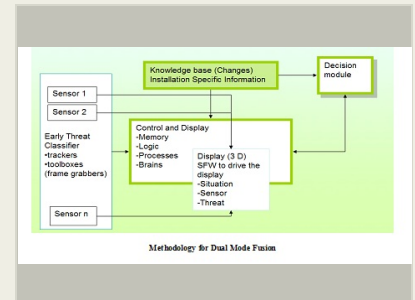 Knowledge base (Changes)
Installation Specific Information
Decision
module
Sensor 1
Sensor 2
Early Threat
Classifier
•trackers
•toolboxes
(frame grabbers)
Sensor n
Control and Display
-Memory
-Logic
-Processes
-Brains
Display (3 D)
SFW to drive the
display
-Situation
-Sensor
-Threat
Methodology for Dual Mode Fusion